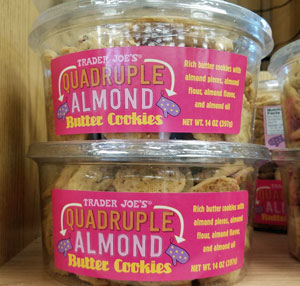 TRADER JOE'S®
QUADRUPLE
ALMOND
Butter Cookies
Rich butter cookies with
almond pieces, almond
flour, almond flavor,
and almond oil
NET WT. 14 OZ (397g)
TRADER JOE'S®
QUADRUPLE
ALMOND
Butter Cookies
Rich butter cookies with
almond pieces, almond
flour, almond flavor,
and almond oil
NET WT. 14 OZ (397g)